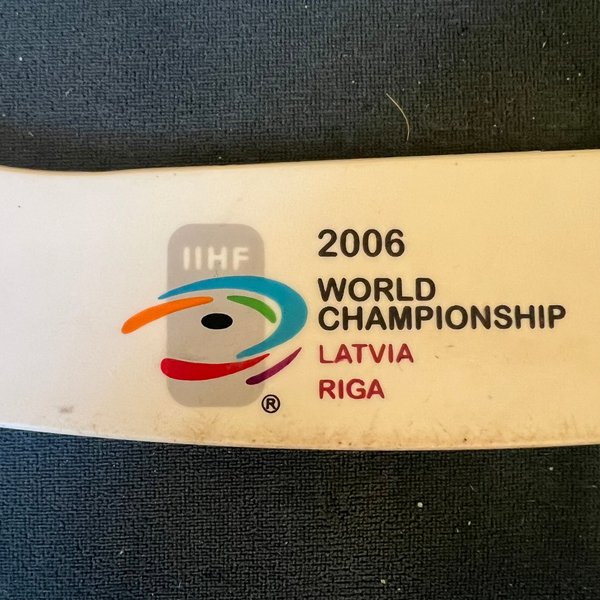 IIHF
2006
WORLD
CHAMPIONSHIP
LATVIA
RIGA
®